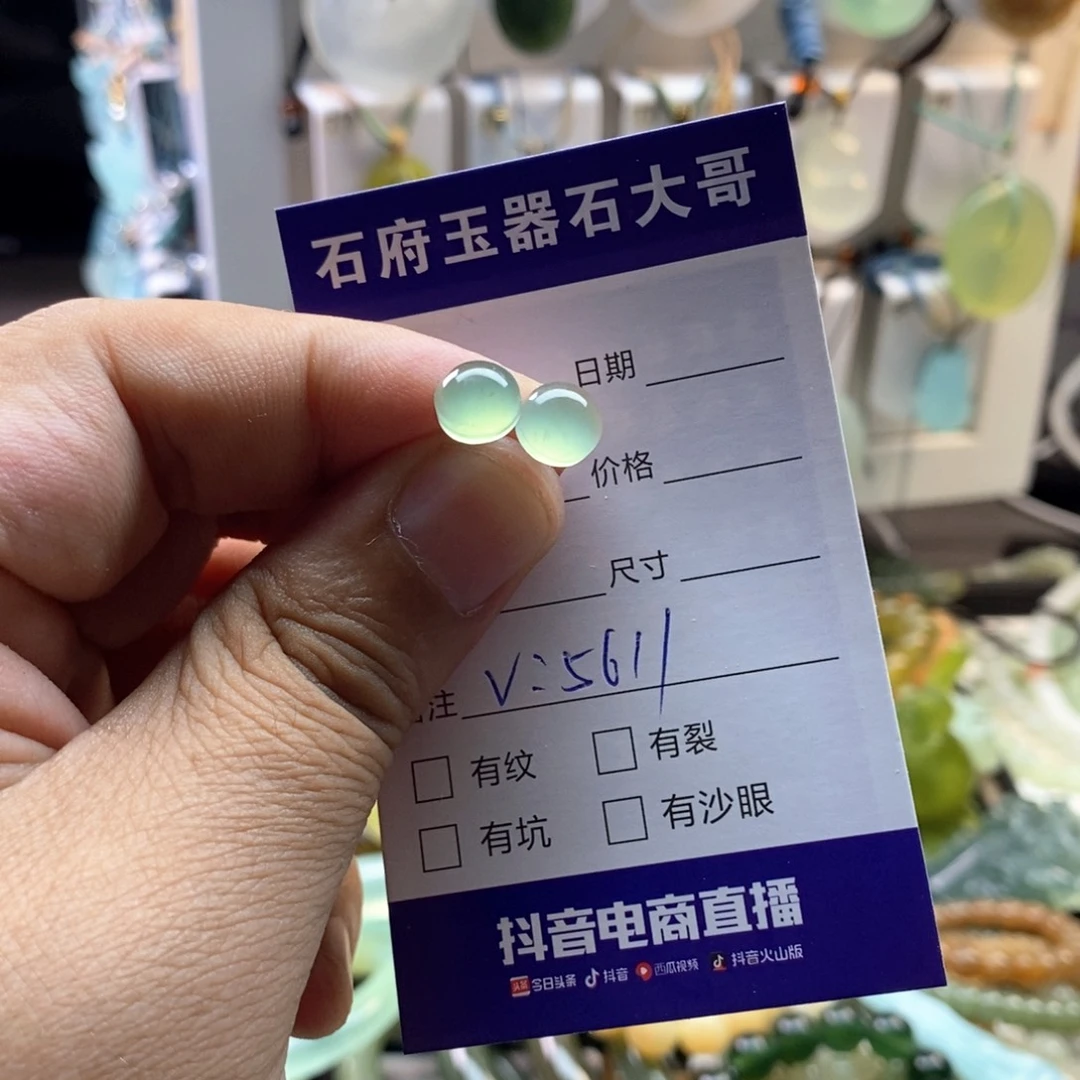 石府玉器石大哥
日期
价格
尺寸
注 V:5611
有纹 有裂
有坑 有沙眼
抖音电商直播
头条 今日头条 抖音 西瓜视频 抖音火山版